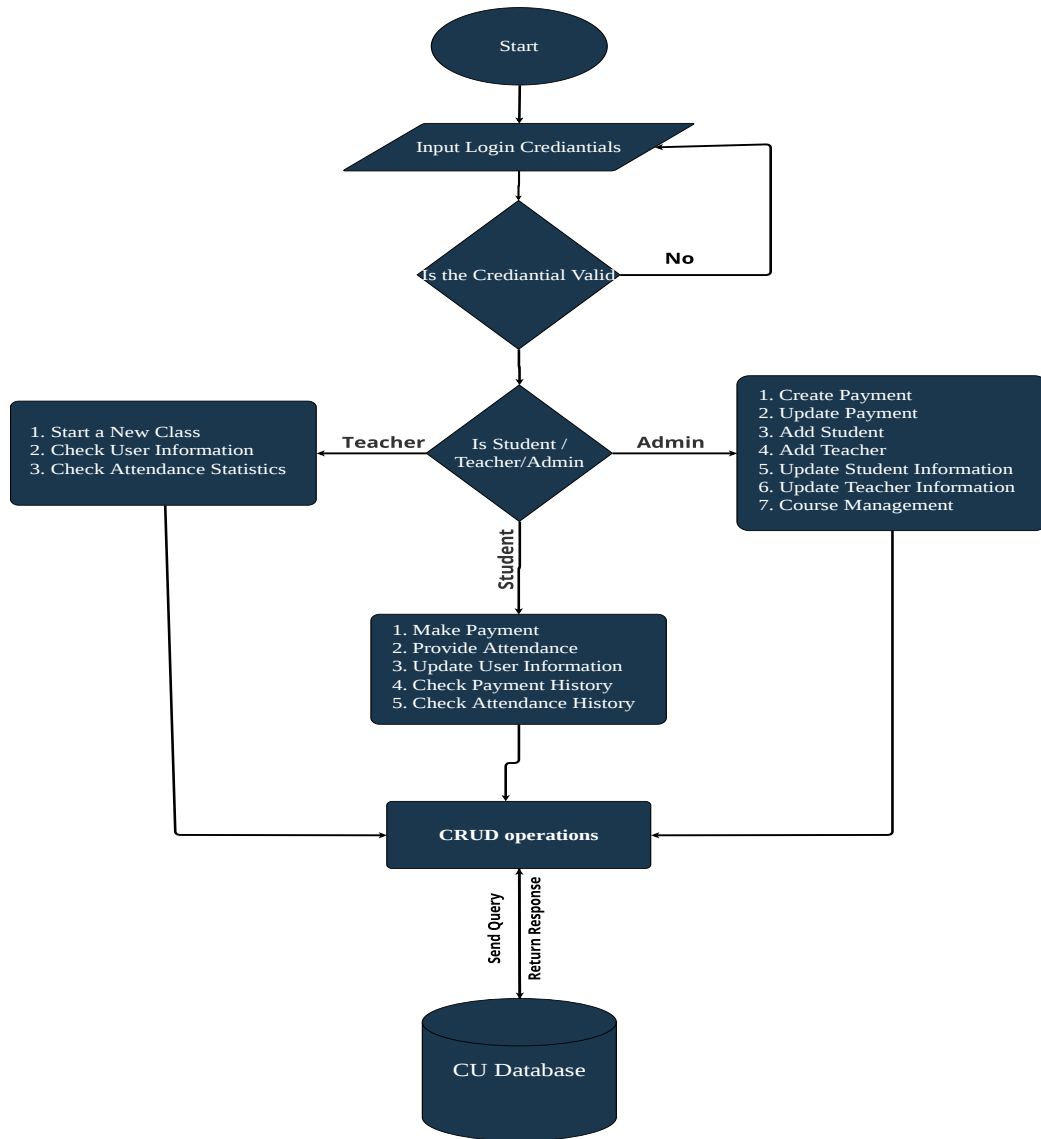 Start
Input Login Crediantials
Is the Crediantial Valid
No
Is Student /
Teacher/Admin
Teacher
Admin
Student
1. Start a New Class
2. Check User Information
3. Check Attendance Statistics
1. Create Payment
2. Update Payment
3. Add Student
4. Add Teacher
5. Update Student Information
6. Update Teacher Information
7. Course Management
1. Make Payment
2. Provide Attendance
3. Update User Information
4. Check Payment History
5. Check Attendance History
CRUD operations
Send Query
Return Response
CU Database